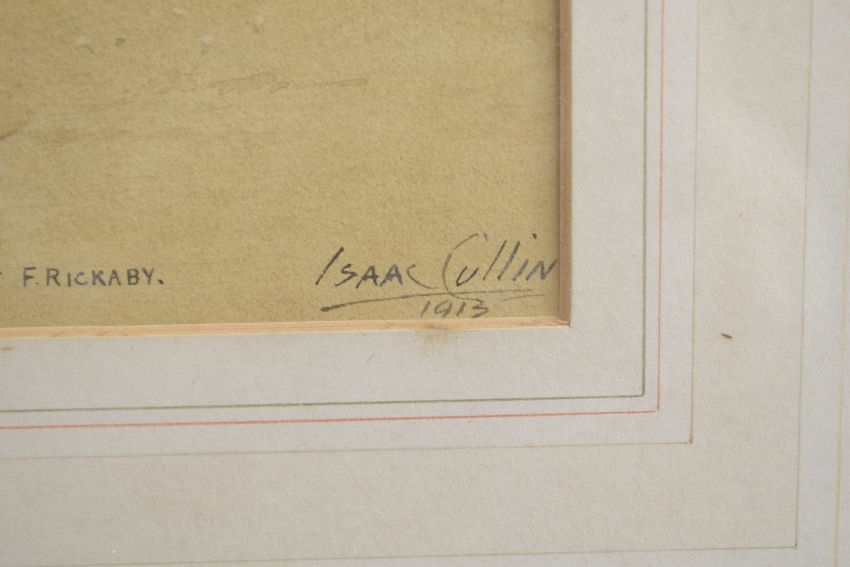 F. RICKABY.
ISAAC CULLIN
1913